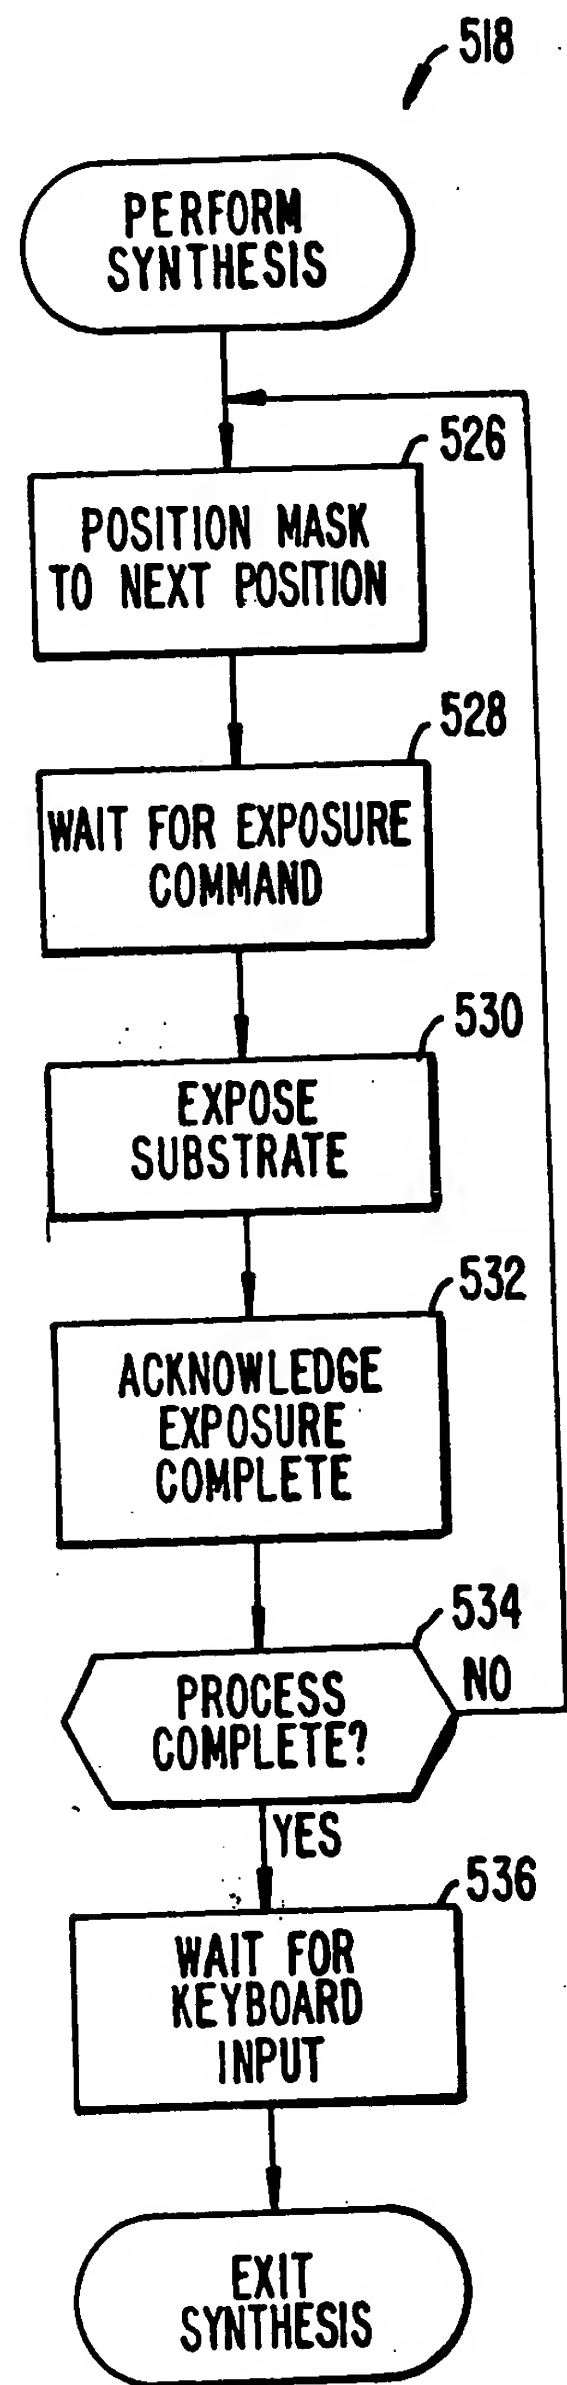 518
PERFORM
SYNTHESIS
526
POSITION MASK
TO NEXT POSITION
528
WAIT FOR EXPOSURE
COMMAND
530
EXPOSE
SUBSTRATE
532
ACKNOWLEDGE
EXPOSURE
COMPLETE
534
NO
PROCESS
COMPLETE?
YES
536
WAIT FOR
KEYBOARD
INPUT
EXIT
SYNTHESIS